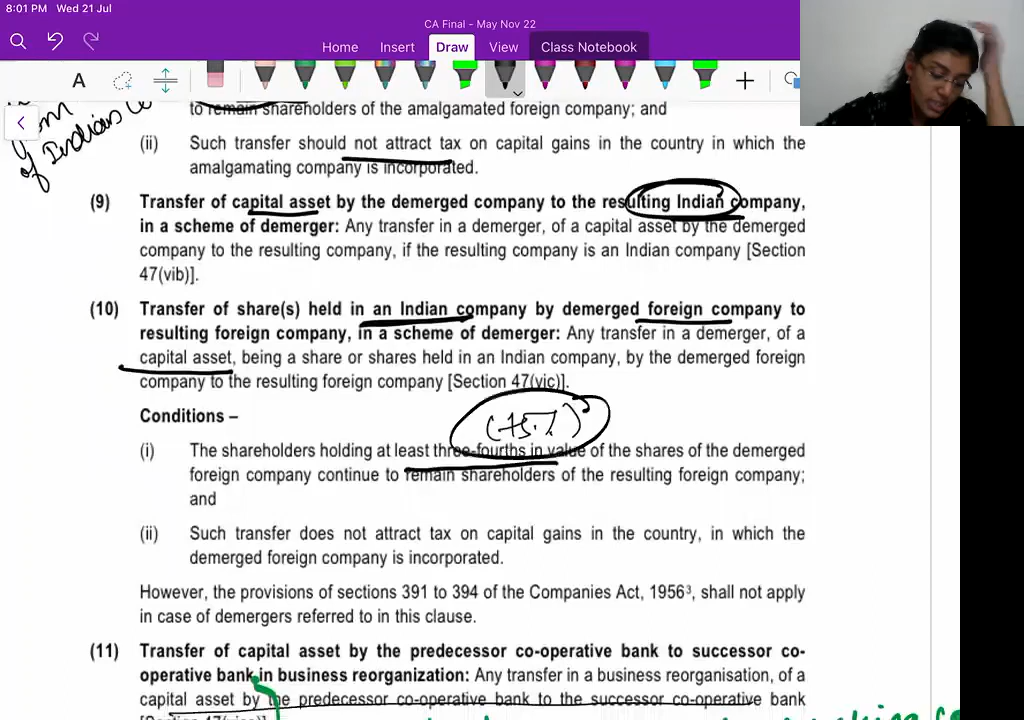 8:01 PM Wed 21 Jul
CA Final - May Nov 22
Home Insert Draw View Class Notebook
A
of Indians
to remain shareholders of the amalgamated foreign company; and
(ii) Such transfer should not attract tax on capital gains in the country in which the
amalgamating company is incorporated.
(9) Transfer of capital asset by the demerged company to the resulting Indian company,
in a scheme of demerger: Any transfer in a demerger, of a capital asset by the demerged
company to the resulting company, if the resulting company is an Indian company [Section
47(vib)].
(10) Transfer of share(s) held in an Indian company by demerged foreign company to
resulting foreign company, in a scheme of demerger: Any transfer in a demerger, of a
capital asset, being a share or shares held in an Indian company, by the demerged foreign
company to the resulting foreign company [Section 47(vic)].
Conditions –
(75%)
(i) The shareholders holding at least three-fourths in value of the shares of the demerged
foreign company continue to remain shareholders of the resulting foreign company;
and
(ii) Such transfer does not attract tax on capital gains in the country, in which the
demerged foreign company is incorporated.
However, the provisions of sections 391 to 394 of the Companies Act, 1956³, shall not apply
in case of demergers referred to in this clause.
(11) Transfer of capital asset by the predecessor co-operative bank to successor co-
operative bank in business reorganization: Any transfer in a business reorganisation, of a
capital asset by the predecessor co-operative bank to the successor co-operative bank